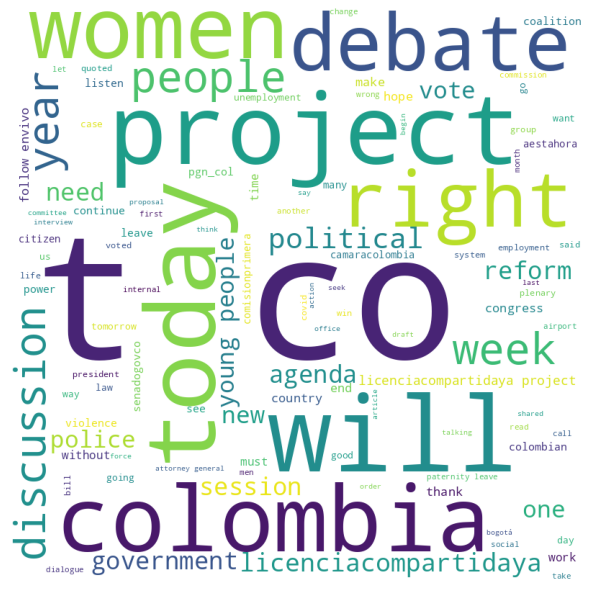 women
debate
change
coalition
let
quoted
people
listen
unemployment
make
wrong
hope
vote
commission
go
want
year
project
case
follow envivo
pgn_col
time
many
begin
month
group
aestahora
need
today
right
committee
interview
proposal
continue
first
say
think
another
citizen
voted
leave
young people
comisionprimera
political
camaracolombia
system
employment
said
us
life
power
t co
covid
action
seek
reform
last
plenary
congress
tomorrow
internal
senadogovco
office
win
draft
week
airport
discussion
president
way
law
see
agenda
country
end
licenciacompartidaya project
article
shared
violence
new
will
talking
read
call
police
without
force
going
must
good
colombian
attorney general
men
session
paternity leave
thank
one
bill
order
colombia
bogotá
social
day
dialogue
government
licenciacompartidaya
work
take